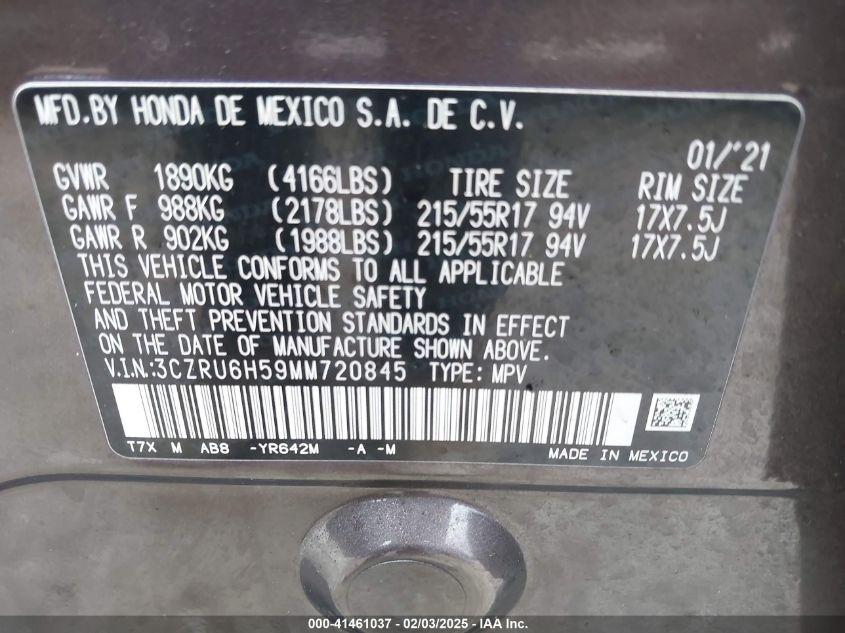 MFD.BY HONDA DE MEXICO S.A. DE C.V.
01/'21
GVWR 1890KG (4166LBS) TIRE SIZE RIM SIZE
GAWR F 988KG (2178LBS) 215/55R17 94V 17X7.5J
GAWR R 902KG (1988LBS) 215/55R17 94V 17X7.5J
THIS VEHICLE CONFORMS TO ALL APPLICABLE
FEDERAL MOTOR VEHICLE SAFETY
AND THEFT PREVENTION STANDARDS IN EFFECT
ON THE DATE OF MANUFACTURE SHOWN ABOVE.
V.I.N.:3CZRU6H59MM720845 TYPE: MPV
T7X M AB8 -YR642M -A -M MADE IN MEXICO
000-41461037 - 02/03/2025 - IAA Inc.